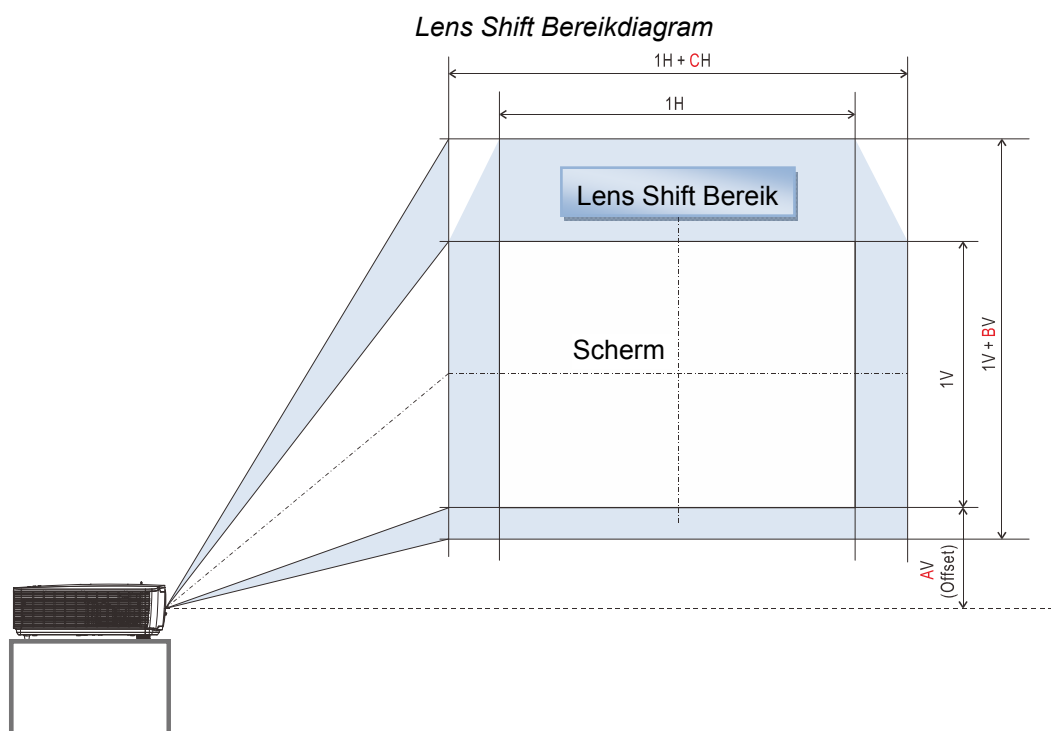 Lens Shift Bereikdiagram
1H + CH
1H
Lens Shift Bereik
Scherm
1V
1V + BV
AV
(Offset)